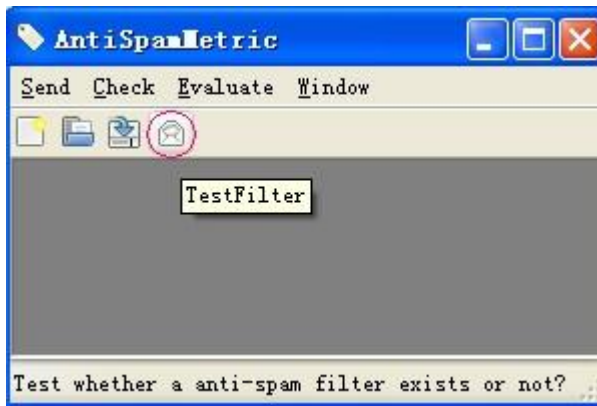 AntiSpamMetric
Send Check Evaluate Window
TestFilter
Test whether a anti-spam filter exists or not?